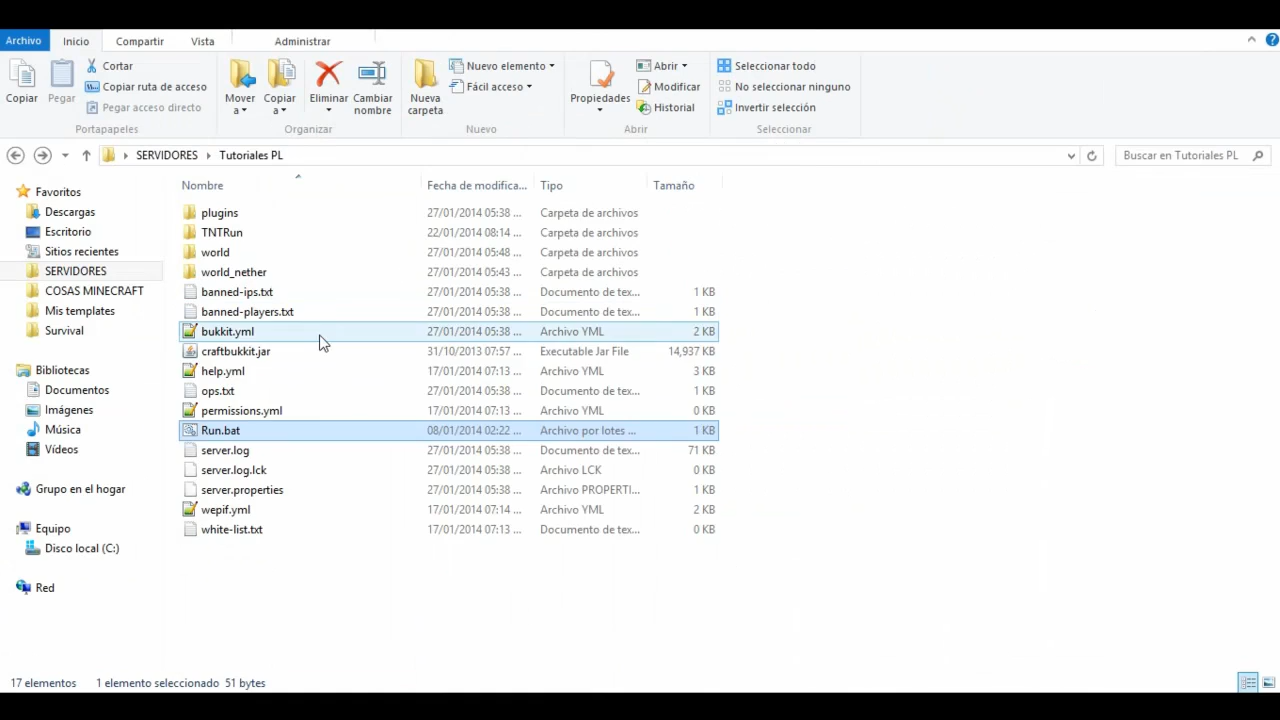 Archivo Inicio Compartir Vista Administrar
Copiar Pegar Cortar Copiar ruta de acceso Pegar acceso directo Portapapeles
Mover a Copiar a Eliminar Cambiar nombre Organizar
Nueva carpeta Nuevo elemento Fácil acceso Nuevo
Propiedades Abrir Modificar Historial Abrir
Seleccionar todo No seleccionar ninguno Invertir selección Seleccionar
SERVIDORES Tutoriales PL Buscar en Tutoriales PL
Favoritos
Descargas
Escritorio
Sitios recientes
SERVIDORES
COSAS MINECRAFT
Mis templates
Survival
Bibliotecas
Documentos
Imágenes
Música
Vídeos
Grupo en el hogar
Equipo
Disco local (C:)
Red
Nombre Fecha de modifica... Tipo Tamaño
plugins 27/01/2014 05:38 ... Carpeta de archivos
TNTRun 22/01/2014 08:14 ... Carpeta de archivos
world 27/01/2014 05:48 ... Carpeta de archivos
world_nether 27/01/2014 05:43 ... Carpeta de archivos
banned-ips.txt 27/01/2014 05:38 ... Documento de tex... 1 KB
banned-players.txt 27/01/2014 05:38 ... Documento de tex... 1 KB
bukkit.yml 27/01/2014 05:38 ... Archivo YML 2 KB
craftbukkit.jar 31/10/2013 07:57 ... Executable Jar File 14,937 KB
help.yml 17/01/2014 07:13 ... Archivo YML 3 KB
ops.txt 27/01/2014 05:38 ... Documento de tex... 1 KB
permissions.yml 17/01/2014 07:13 ... Archivo YML 0 KB
Run.bat 08/01/2014 02:22 ... Archivo por lotes ... 1 KB
server.log 27/01/2014 05:38 ... Documento de tex... 71 KB
server.log.lck 27/01/2014 05:38 ... Archivo LCK 0 KB
server.properties 27/01/2014 05:38 ... Archivo PROPERTI... 1 KB
wepif.yml 17/01/2014 07:14 ... Archivo YML 2 KB
white-list.txt 17/01/2014 07:13 ... Documento de tex... 0 KB
17 elementos 1 elemento seleccionado 51 bytes